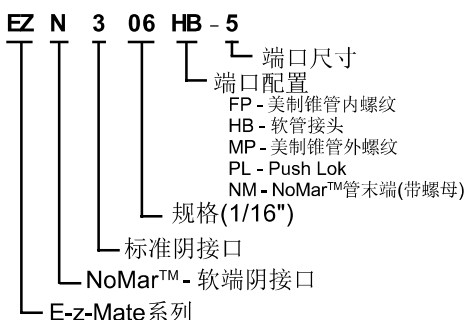 EZ N 3 06 HB - 5
端口尺寸
端口配置
FP - 美制锥管内螺纹
HB - 软管接头
MP - 美制锥管外螺纹
PL - Push Lok
NM - NoMar™管末端(带螺母)
规格(1/16")
标准阴接口
NoMar™ - 软端阴接口
E-z-Mate系列